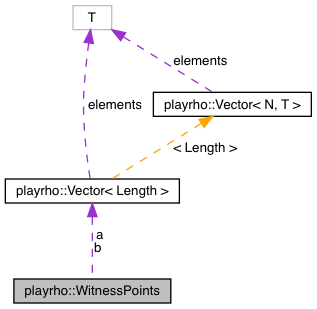 T
elements
playrho::Vector< N, T >
elements
< Length >
playrho::Vector< Length >
a
b
playrho::WitnessPoints